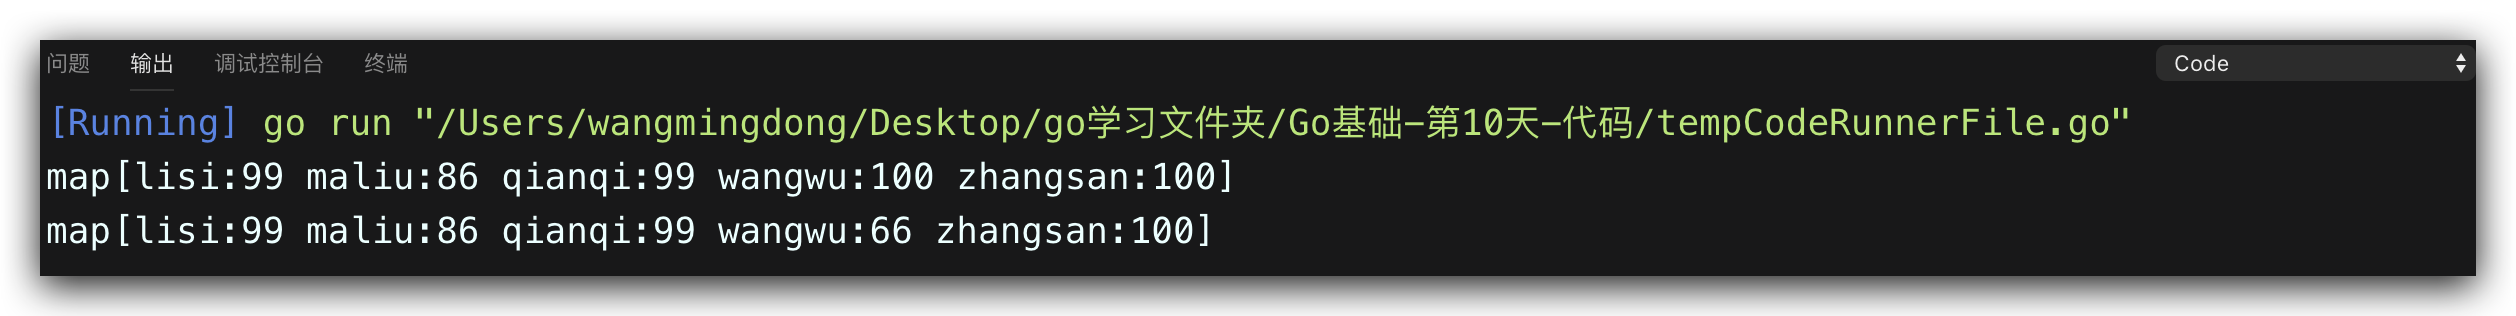 问题 输出 调试控制台 终端 Code
[Running] go run "/Users/wangmingdong/Desktop/go学习文件夹/Go基础-第10天-代码/tempCodeRunnerFile.go"
map[lisi:99 maliu:86 qianqi:99 wangwu:100 zhangsan:100]
map[lisi:99 maliu:86 qianqi:99 wangwu:66 zhangsan:100]